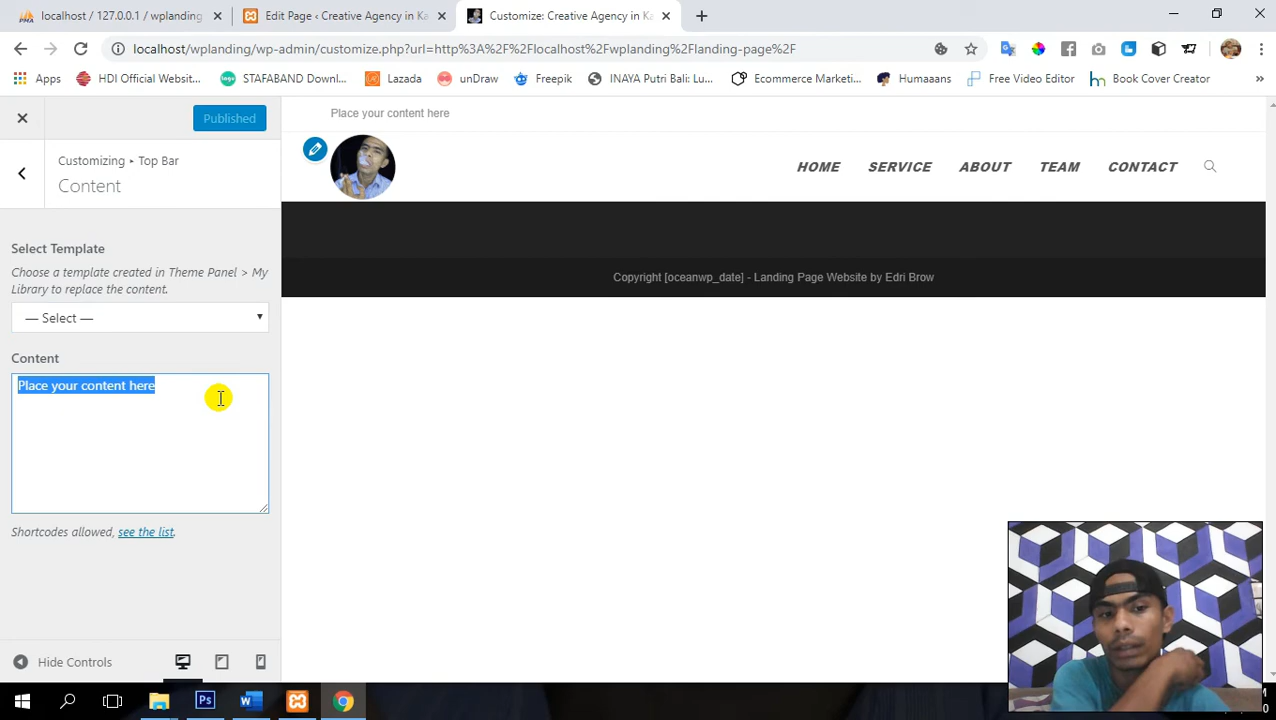 localhost / 127.0.0.1 / wplanding
Edit Page ‹ Creative Agency in Ka
Customize: Creative Agency in Ka
localhost/wplanding/wp-admin/customize.php?url=http%3A%2F%2Flocalhost%2Fwplanding%2Flanding-page%2F
Apps
HDI Official Websit...
STAFABAND Downl...
Lazada
unDraw
Freepik
INAYA Putri Bali: Lu...
Ecommerce Marketi...
Humaaans
Free Video Editor
Book Cover Creator
»
Published
Customizing ▸ Top Bar
Content
Select Template
Choose a template created in Theme Panel > My
Library to replace the content.
— Select —
Content
Place your content here
Shortcodes allowed, see the list.
Hide Controls
Place your content here
HOME SERVICE ABOUT TEAM CONTACT
Copyright [oceanwp_date] - Landing Page Website by Edri Brow